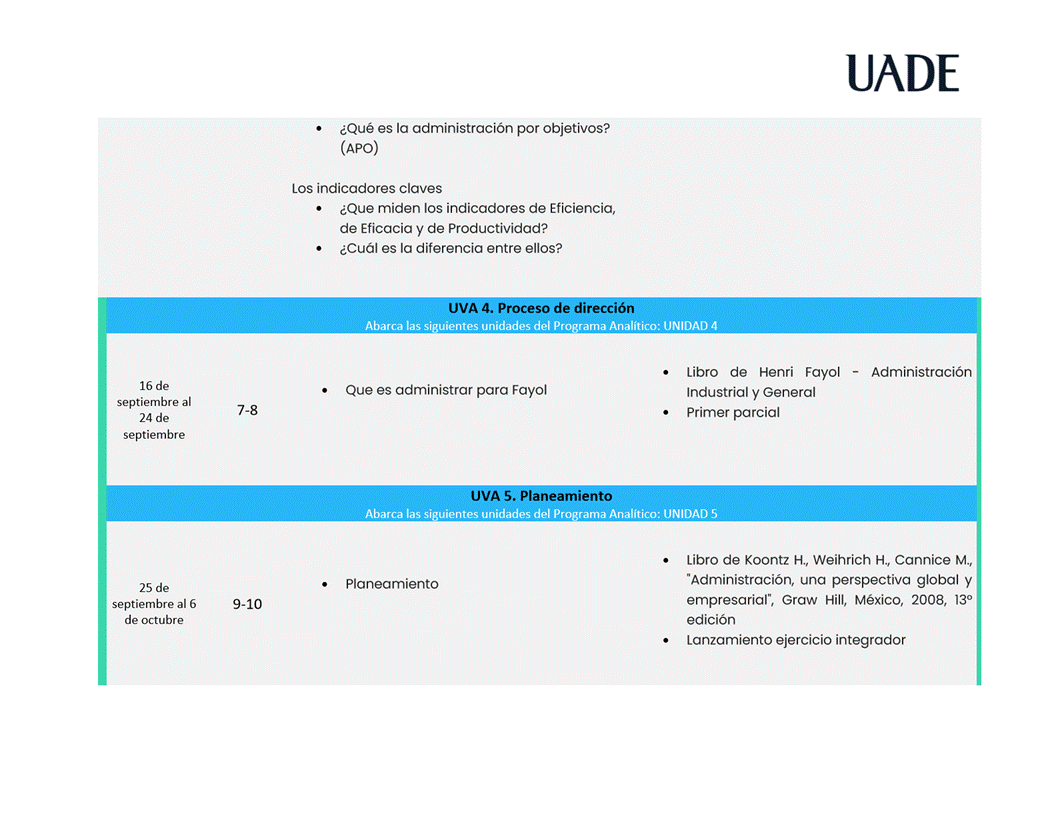 UADE
• ¿Qué es la administración por objetivos?
(APO)
Los indicadores claves
• ¿Que miden los indicadores de Eficiencia,
de Eficacia y de Productividad?
• ¿Cuál es la diferencia entre ellos?
UVA 4. Proceso de dirección
Abarca las siguientes unidades del Programa Analítico: UNIDAD 4
16 de
septiembre al
24 de
septiembre
7-8
• Que es administrar para Fayol
• Libro de Henri Fayol - Administración
Industrial y General
• Primer parcial
UVA 5. Planeamiento
Abarca las siguientes unidades del Programa Analítico: UNIDAD 5
25 de
septiembre al 6
de octubre
9-10
• Planeamiento
• Libro de Koontz H., Weihrich H., Cannice M.,
"Administración, una perspectiva global y
empresarial", Graw Hill, México, 2008, 13º
edición
• Lanzamiento ejercicio integrador